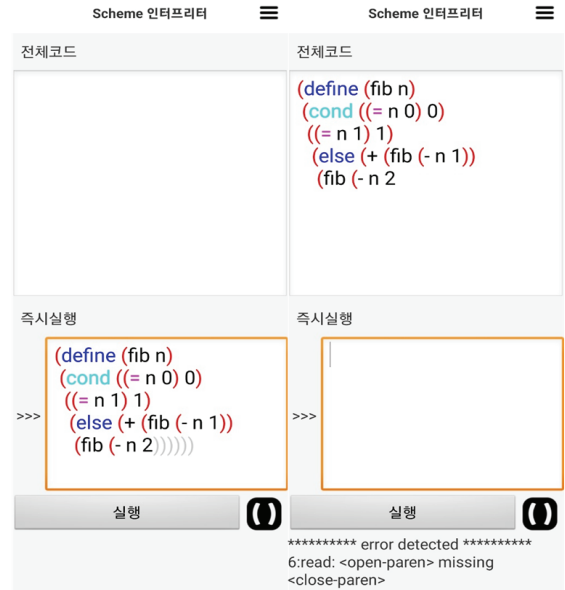 Scheme 인터프리터
전체코드
즉시실행
(define (fib n)
(cond ((= n 0) 0)
((= n 1) 1)
(else (+ (fib (- n 1))
(fib (- n 2))))))
>>>
실행
Scheme 인터프리터
전체코드
(define (fib n)
(cond ((= n 0) 0)
((= n 1) 1)
(else (+ (fib (- n 1))
(fib (- n 2
즉시실행
>>>
실행
********** error detected **********
6:read: <open-paren> missing
<close-paren>